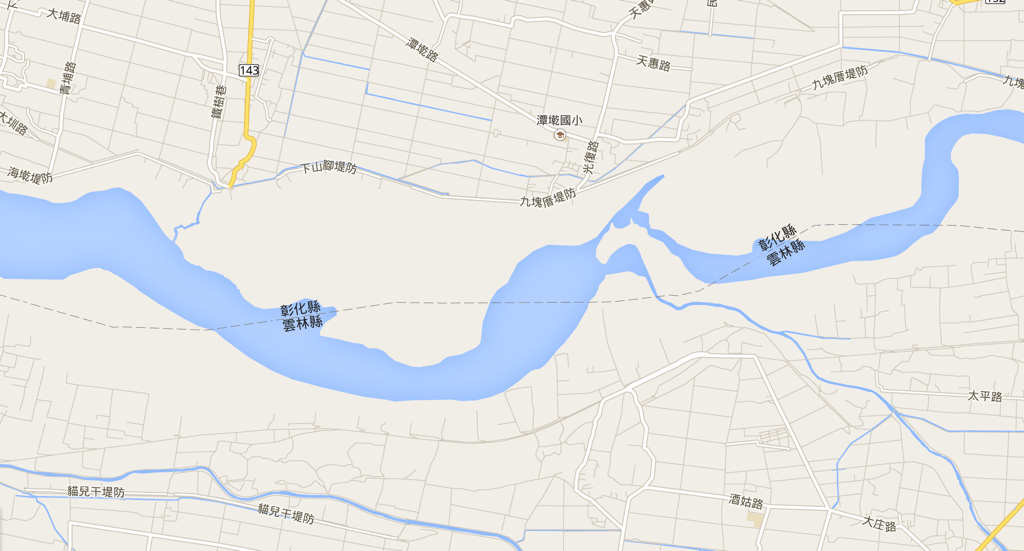 大埔路
天惠路
143
青埔路
鐵樹巷
潭墘路
天惠路
九塊厝堤防
九塊
大圳路
潭墘國小
光復路
海墘堤防
下山腳堤防
九塊厝堤防
彰化縣
雲林縣
彰化縣
雲林縣
太平路
貓兒干堤防
貓兒干堤防
酒姑路
大庄路